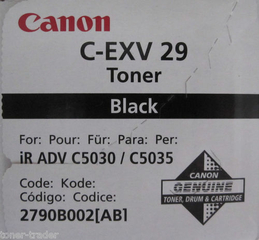 Canon
C-EXV 29
Toner
Black
For: Pour: Für: Para: Per:
iR ADV C5030 / C5035
Code: Kode:
Código: Codice:
2790B002[AB]
CANON
GENUINE
TONER, DRUM & CARTRIDGE
© toner-trader